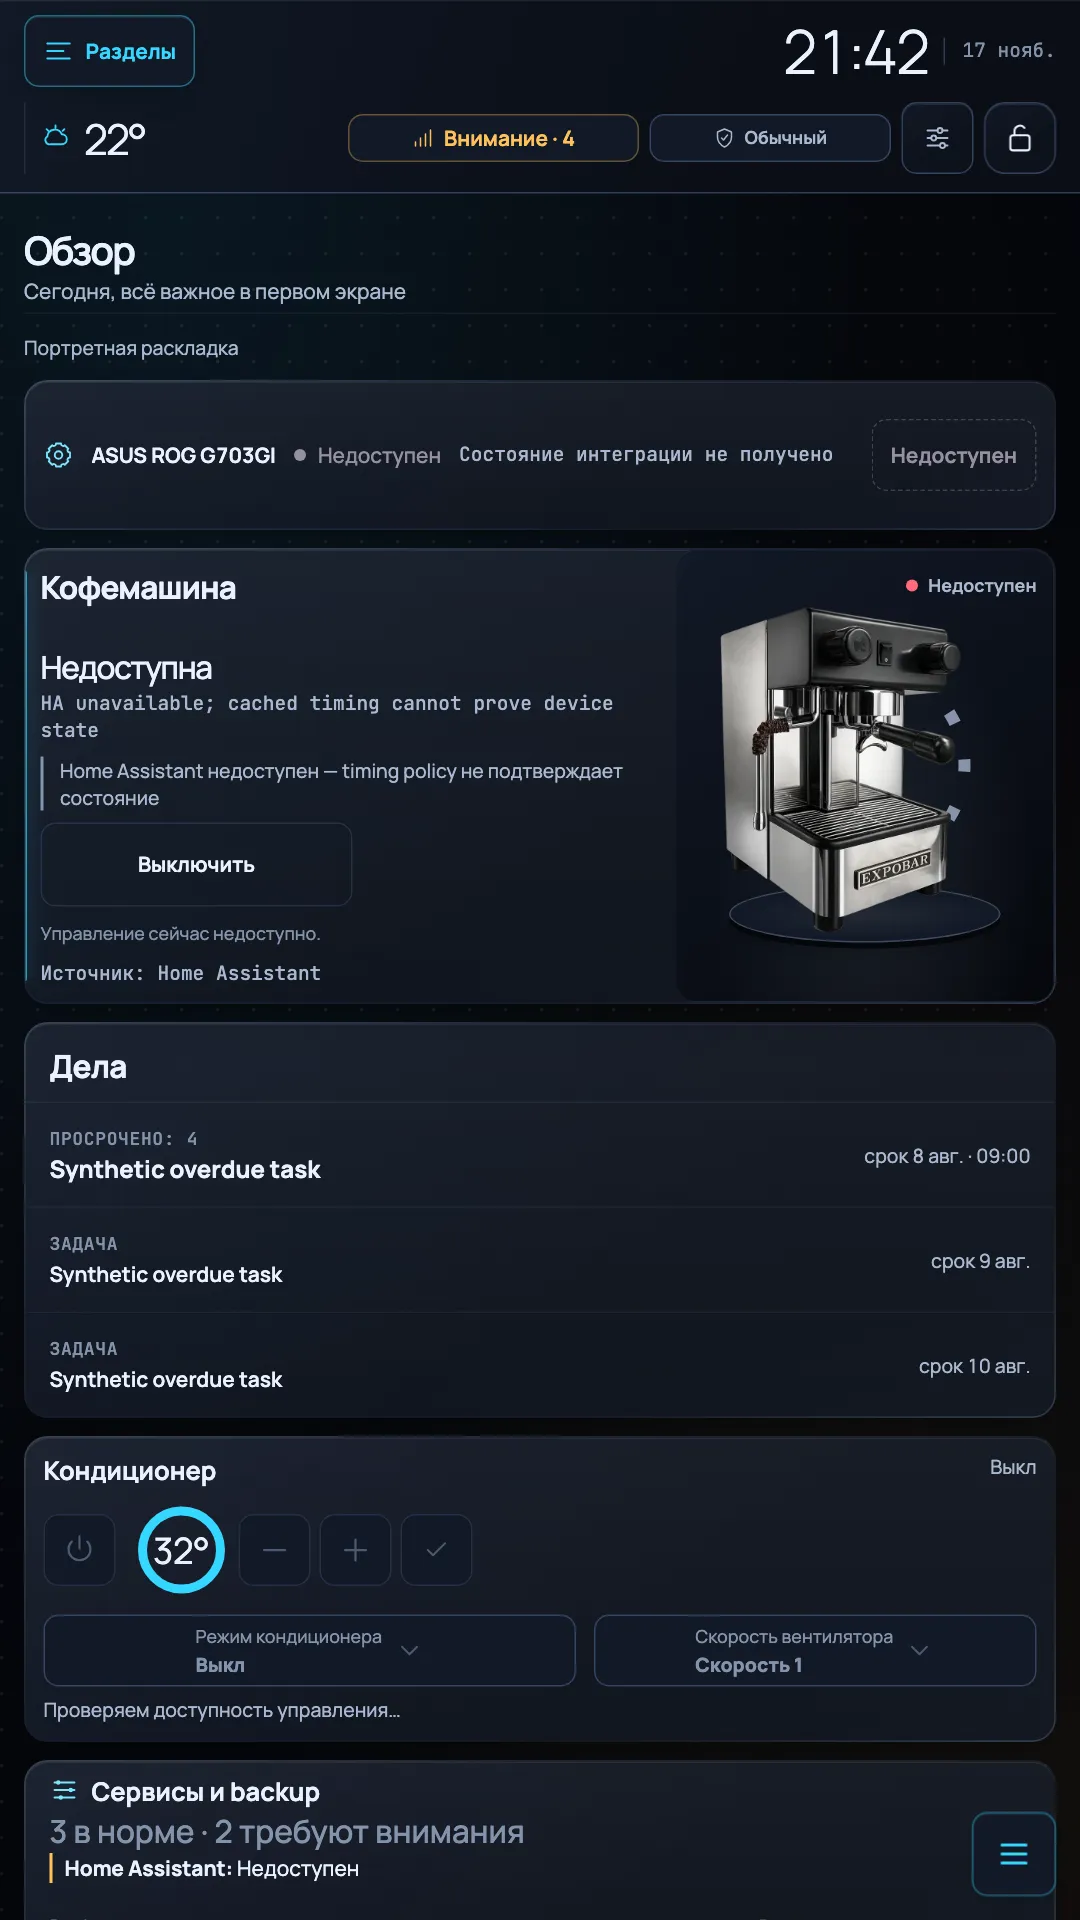 Разделы
21:42
17 нояб.
22°
Внимание · 4
Обычный
Обзор
Сегодня, всё важное в первом экране
Портретная раскладка
ASUS ROG G703GI
Недоступен
Состояние интеграции не получено
Недоступен
Кофемашина
Недоступен
Недоступна
HA unavailable; cached timing cannot prove device
state
Home Assistant недоступен — timing policy не подтверждает
состояние
EXPOBAR
Выключить
Управление сейчас недоступно.
Источник: Home Assistant
Дела
ПРОСРОЧЕНО: 4
Synthetic overdue task
срок 8 авг. · 09:00
ЗАДАЧА
Synthetic overdue task
срок 9 авг.
ЗАДАЧА
Synthetic overdue task
срок 10 авг.
Кондиционер
Выкл
32°
Режим кондиционера
Выкл
Скорость вентилятора
Скорость 1
Проверяем доступность управления…
Сервисы и backup
3 в норме · 2 требуют внимания
Home Assistant: Недоступен